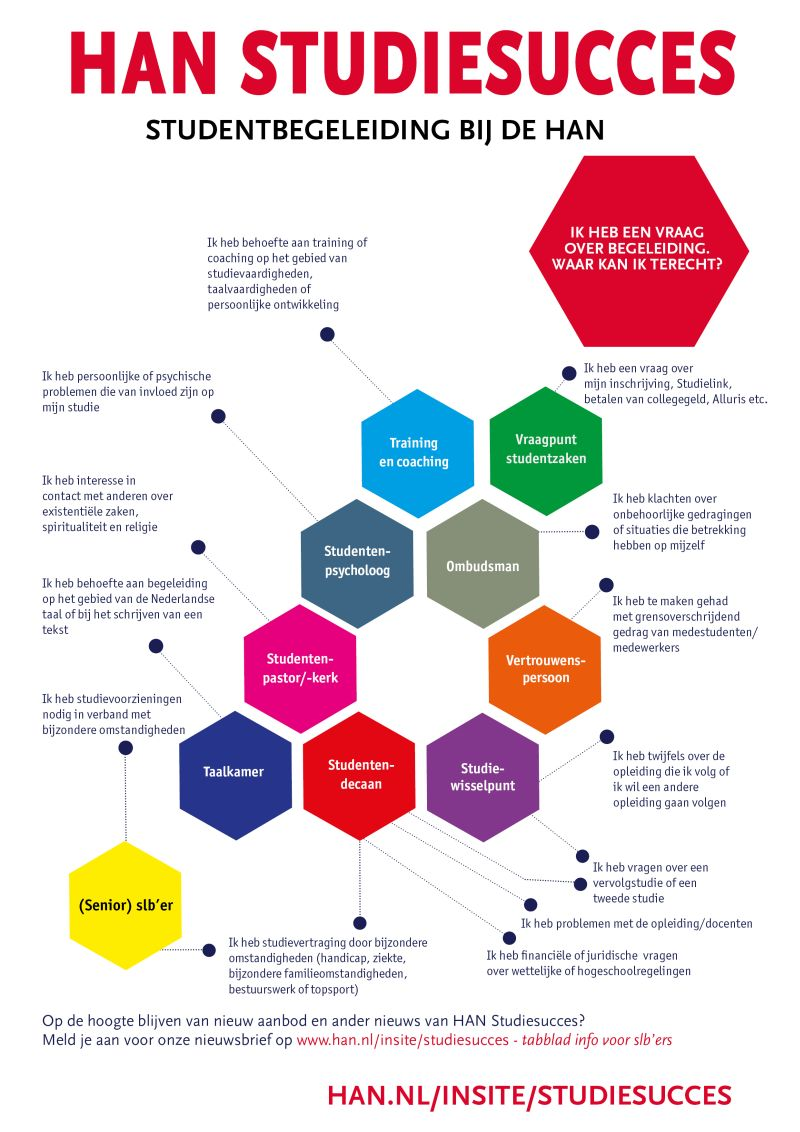 HAN STUDIESUCCES
STUDENTBEGELEIDING BIJ DE HAN
IK HEB EEN VRAAG
OVER BEGELEIDING.
WAAR KAN IK TERECHT?
Ik heb behoefte aan training of
coaching op het gebied van
studievaardigheden,
taalvaardigheden of
persoonlijke ontwikkeling
Ik heb een vraag over
mijn inschrijving, Studielink,
betalen van collegegeld, Alluris etc.
Ik heb persoonlijke of psychische
problemen die van invloed zijn op
mijn studie
Training
en coaching
Vraagpunt
studentzaken
Ik heb interesse in
contact met anderen over
existentiële zaken,
spiritualiteit en religie
Ik heb klachten over
onbehoorlijke gedragingen
of situaties die betrekking
hebben op mijzelf
Studenten-
psycholoog
Ombudsman
Ik heb behoefte aan begeleiding
op het gebied van de Nederlandse
taal of bij het schrijven van een
tekst
Ik heb te maken gehad
met grensoverschrijdend
gedrag van medestudenten/
medewerkers
Studenten-
pastor/-kerk
Vertrouwens-
persoon
Ik heb studievoorzieningen
nodig in verband met
bijzondere omstandigheden
Taalkamer
Studenten-
decaan
Studie-
wisselpunt
Ik heb twijfels over de
opleiding die ik volg of
ik wil een andere
opleiding gaan volgen
(Senior) slb'er
Ik heb vragen over een
vervolgstudie of een
tweede studie
Ik heb problemen met de opleiding/docenten
Ik heb financiële of juridische vragen
over wettelijke of hogeschoolregelingen
Ik heb studievertraging door bijzondere
omstandigheden (handicap, ziekte,
bijzondere familieomstandigheden,
bestuurswerk of topsport)
Op de hoogte blijven van nieuw aanbod en ander nieuws van HAN Studiesucces?
Meld je aan voor onze nieuwsbrief op www.han.nl/insite/studiesucces - tabblad info voor slb'ers
HAN.NL/INSITE/STUDIESUCCES